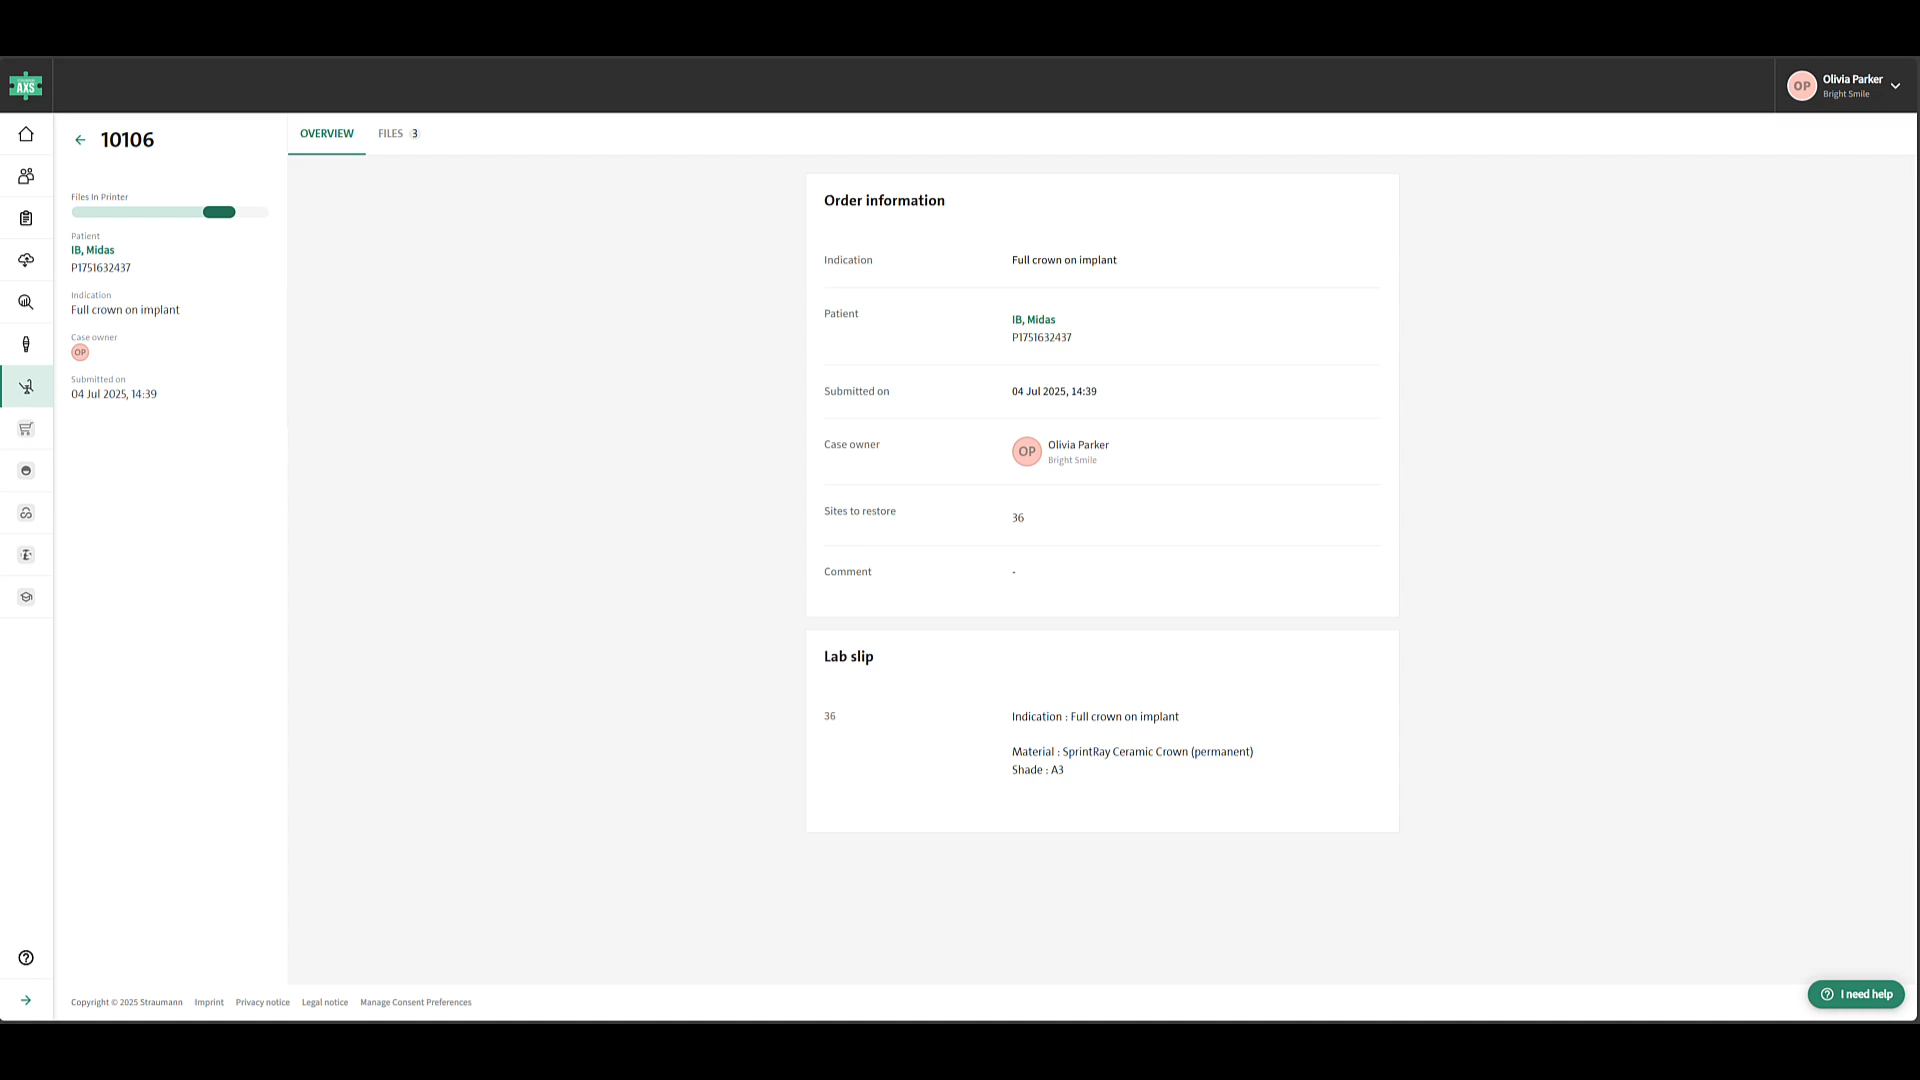 AXS
OP
Olivia Parker
Bright Smile
10106
OVERVIEW
FILES 3
Files In Printer
Patient
IB, Midas
P1751632437
Indication
Full crown on implant
Case owner
OP
Submitted on
04 Jul 2025, 14:39
Order information
Indication
Full crown on implant
Patient
IB, Midas
P1751632437
Submitted on
04 Jul 2025, 14:39
Case owner
OP
Olivia Parker
Bright Smile
Sites to restore
36
Comment
-
Lab slip
36
Indication : Full crown on implant
Material : SprintRay Ceramic Crown (permanent)
Shade : A3
Copyright © 2025 Straumann
Imprint
Privacy notice
Legal notice
Manage Consent Preferences
I need help